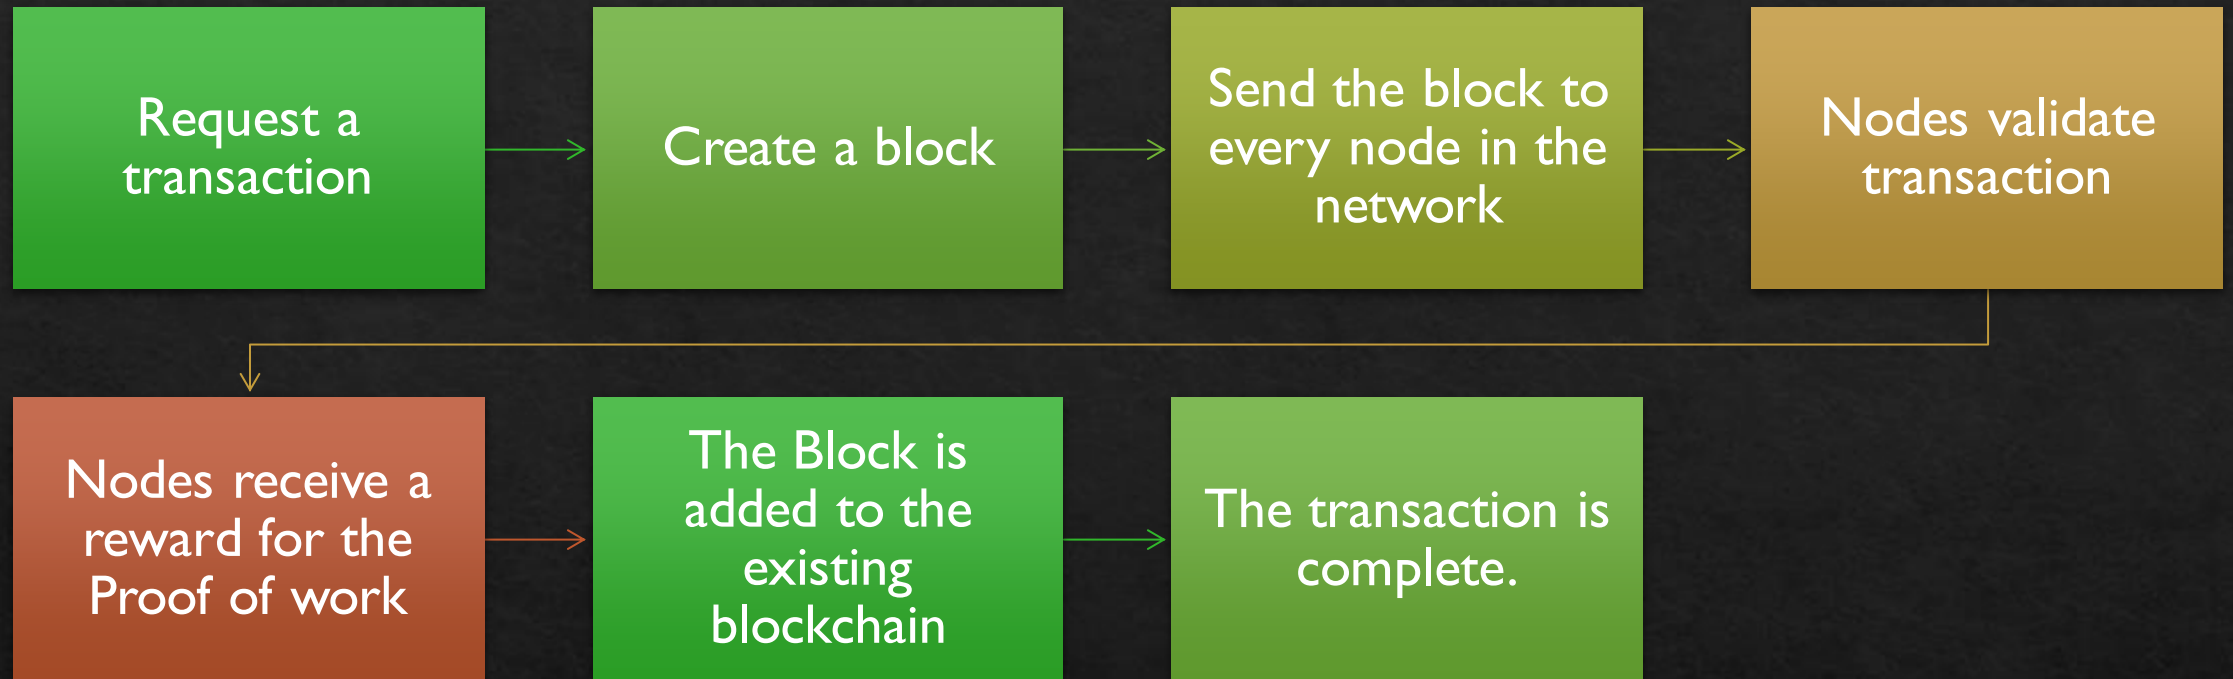 Request a
transaction
Create a block
Send the block to
every node in the
network
Nodes validate
transaction
Nodes receive a
reward for the
Proof of work
The Block is
added to the
existing
blockchain
The transaction is
complete.